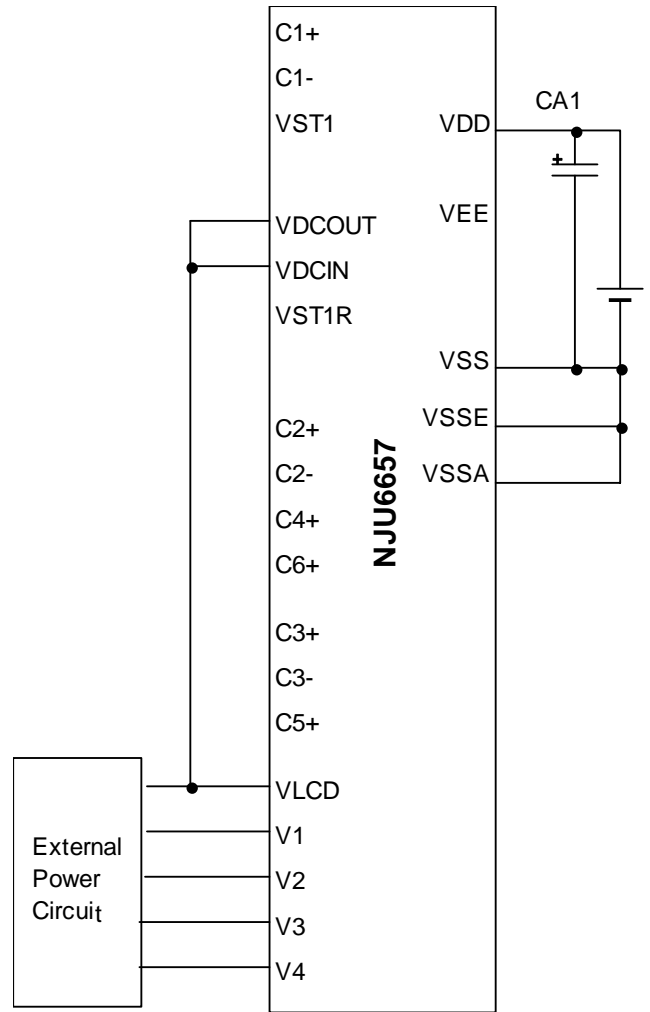 C1+
C1-
VST1
VDCOUT
VDCIN
VST1R
C2+
C2-
C4+
C6+
C3+
C3-
C5+
VLCD
V1
V2
V3
V4
NJU6657
VDD
VEE
VSS
VSSE
VSSA
CA1
+
External
Power
Circuit